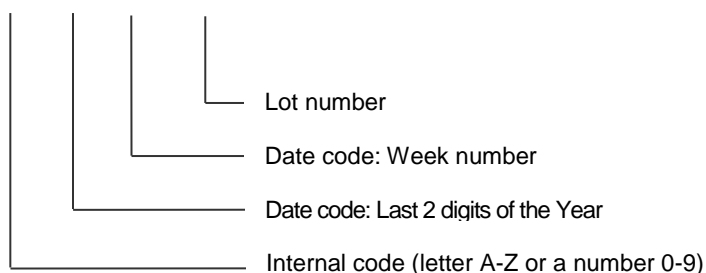 Lot number
Date code: Week number
Date code: Last 2 digits of the Year
Internal code (letter A-Z or a number 0-9)